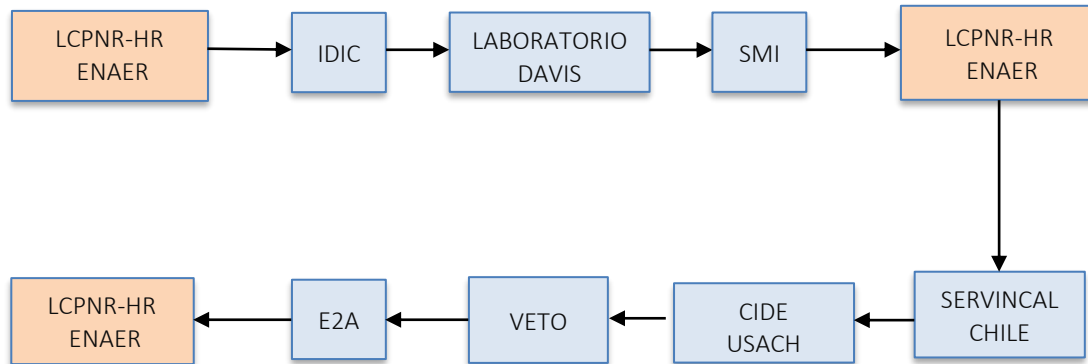 LCPNR-HR
ENAER
IDIC
LABORATORIO
DAVIS
SMI
LCPNR-HR
ENAER
LCPNR-HR
ENAER
E2A
VETO
CIDE
USACH
SERVINCAL
CHILE